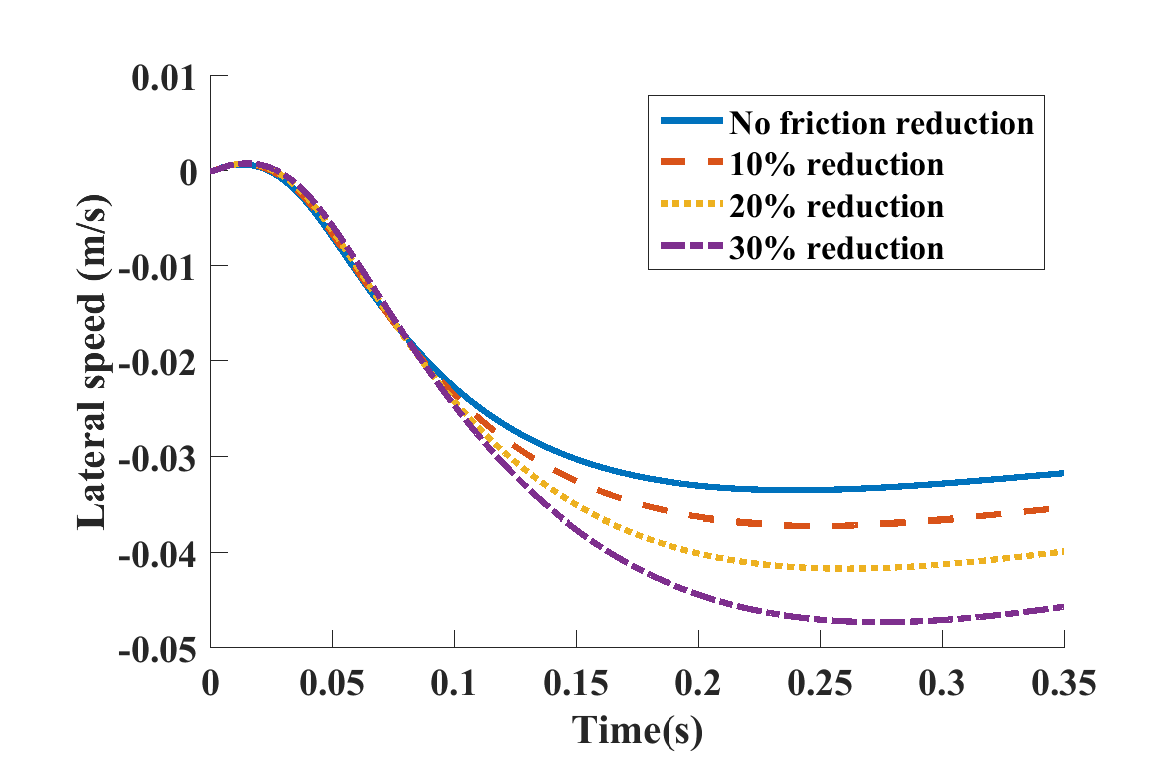 0.01
0
-0.01
-0.02
-0.03
-0.04
-0.05
Lateral speed (m/s)
No friction reduction
10% reduction
20% reduction
30% reduction
0 0.05 0.1 0.15 0.2 0.25 0.3 0.35
Time(s)